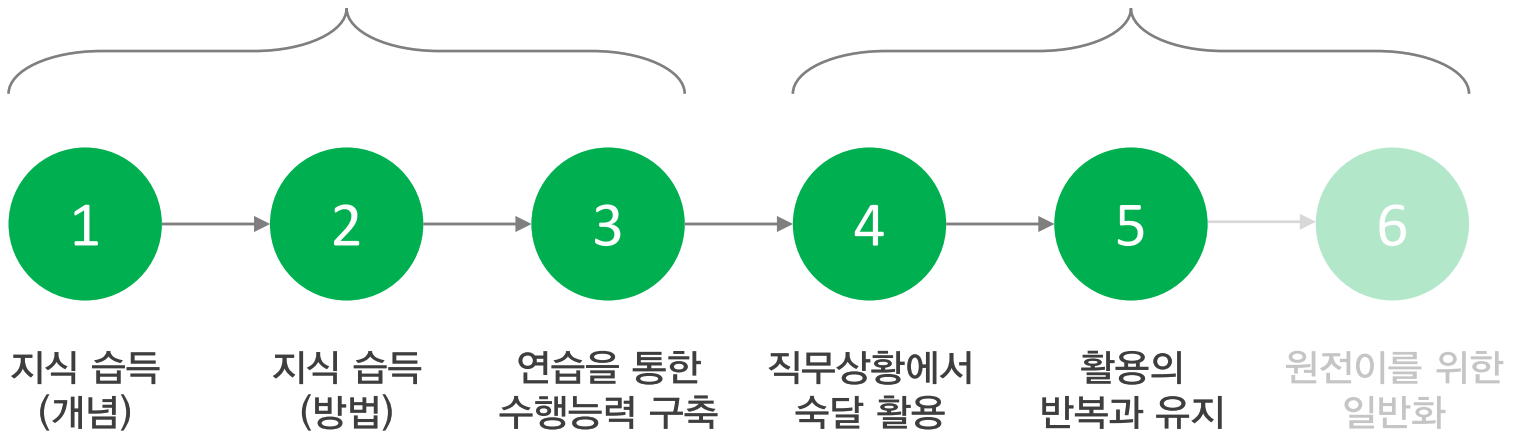 1
2
3
4
5
6
지식 습득
(개념)
지식 습득
(방법)
연습을 통한
수행능력 구축
직무상황에서
숙달 활용
활용의
반복과 유지
원전이를 위한
일반화